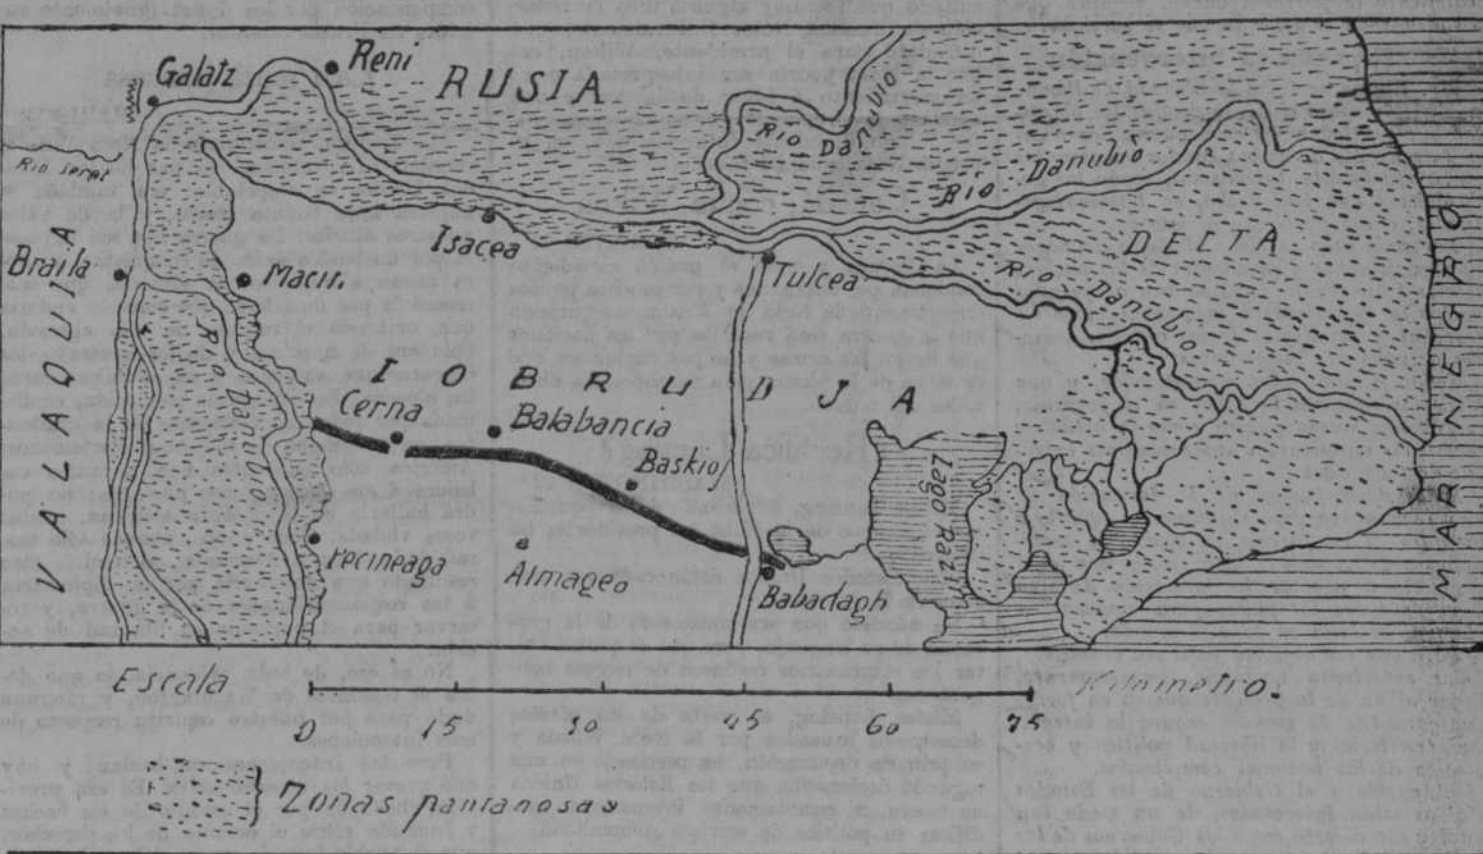 Galatz
Reni
RUSIA
Rio Danubio
Rio Seret
Rio Danubio
DECTA
Isacea
Braila
Macin.
Tulcea
Rio Danubio
VALAQUIA
DOBRUDJA
Cerna
Balabancia
Baskioj
Rio Danubio
Lago Razim
MAR NEGRO
Pecineaga
Almageo
Babadagh
Escala
Kilometro.
0 15 30 45 60 75
Zonas pantanosas